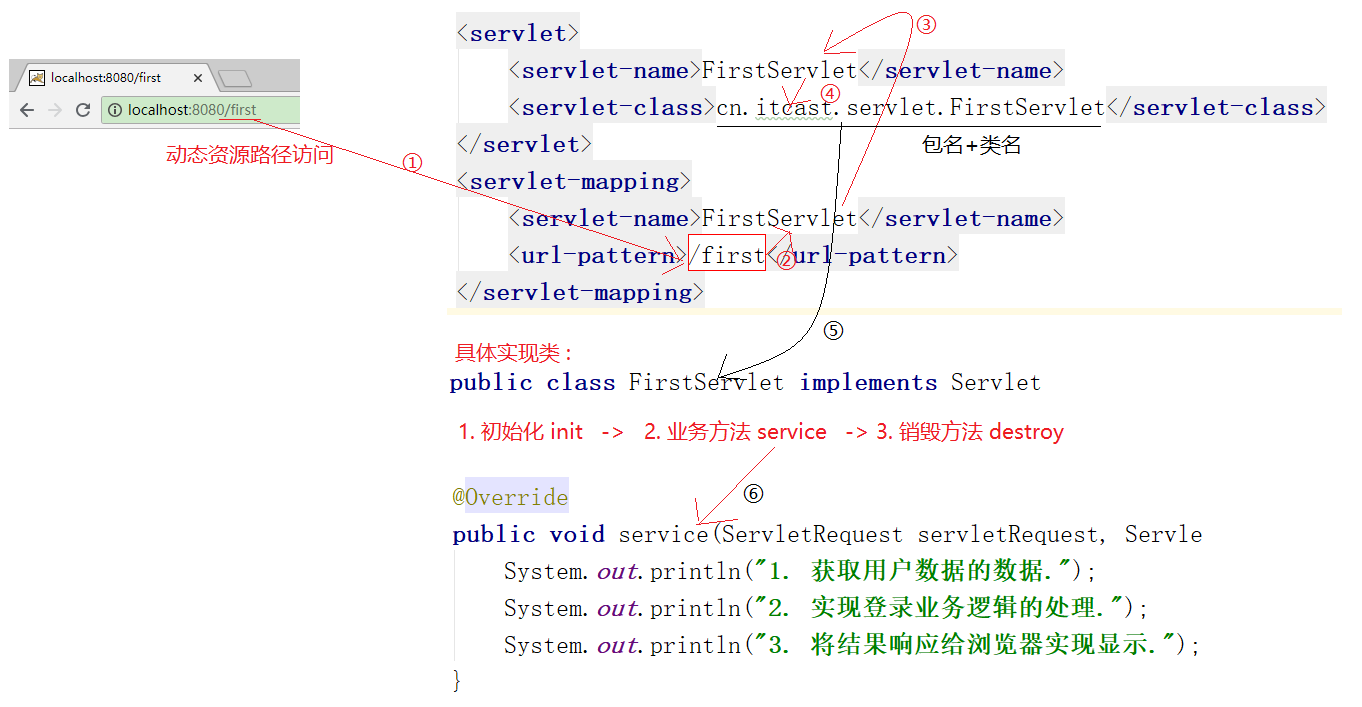 localhost:8080/first
localhost:8080/first
动态资源路径访问
①
<servlet>
③
<servlet-name>FirstServlet</servlet-name>
④
<servlet-class>cn.itcast.servlet.FirstServlet</servlet-class>
</servlet>
包名+类名
<servlet-mapping>
<servlet-name>FirstServlet</servlet-name>
<url-pattern>/first</url-pattern>
②
</servlet-mapping>
⑤
具体实现类：
public class FirstServlet implements Servlet
1. 初始化 init -> 2. 业务方法 service -> 3. 销毁方法 destroy
⑥
@Override
public void service(ServletRequest servletRequest, Servle
System.out.println("1. 获取用户数据的数据.");
System.out.println("2. 实现登录业务逻辑的处理.");
System.out.println("3. 将结果响应给浏览器实现显示.");
}